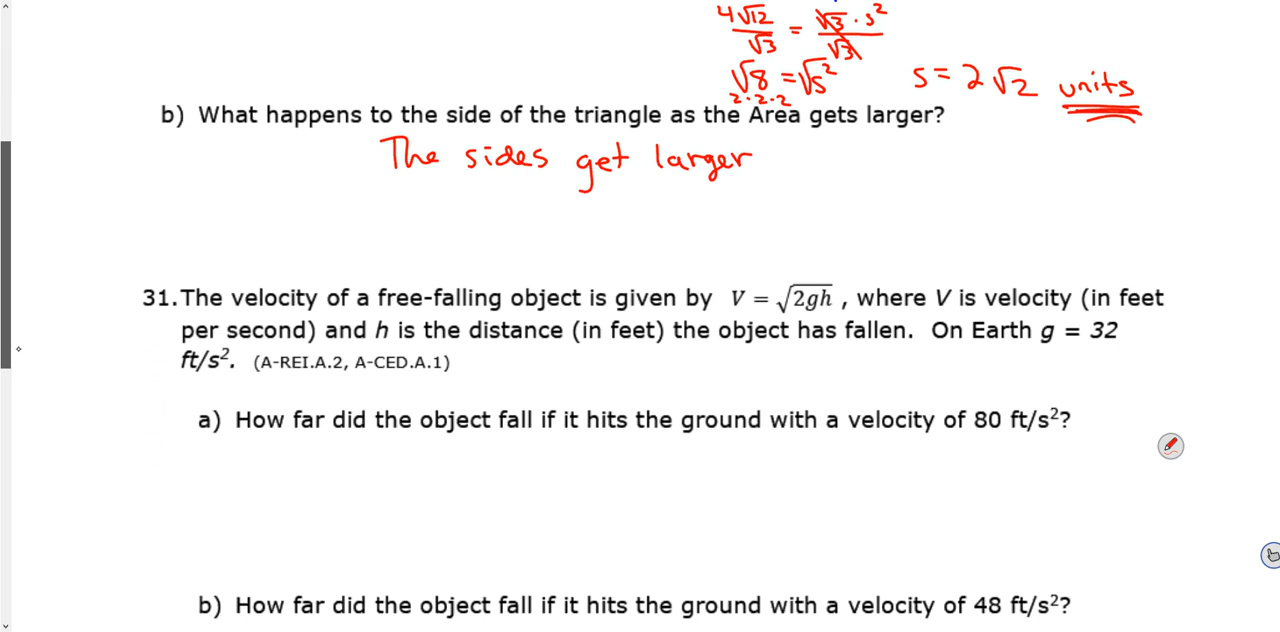 4√12 = √3 · s²
√3 √3
√8 = √s² s = 2√2 units
2·2·2
b) What happens to the side of the triangle as the Area gets larger?
The sides get larger
31. The velocity of a free-falling object is given by V = √2gh , where V is velocity (in feet
per second) and h is the distance (in feet) the object has fallen. On Earth g = 32
ft/s². (A-REI.A.2, A-CED.A.1)
a) How far did the object fall if it hits the ground with a velocity of 80 ft/s²?
b) How far did the object fall if it hits the ground with a velocity of 48 ft/s²?